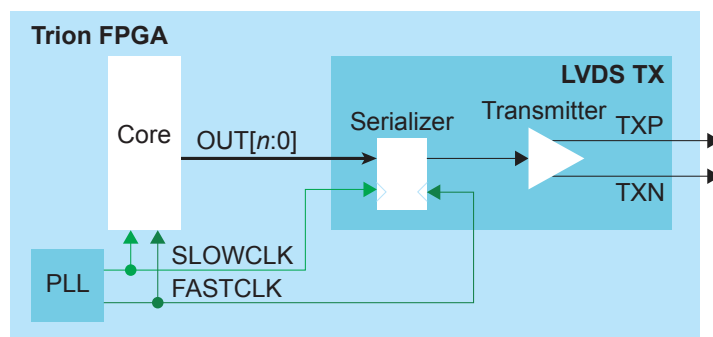 Trion FPGA
LVDS TX
Core
OUT[n:0]
Serializer
Transmitter
TXP
TXN
PLL
SLOWCLK
FASTCLK